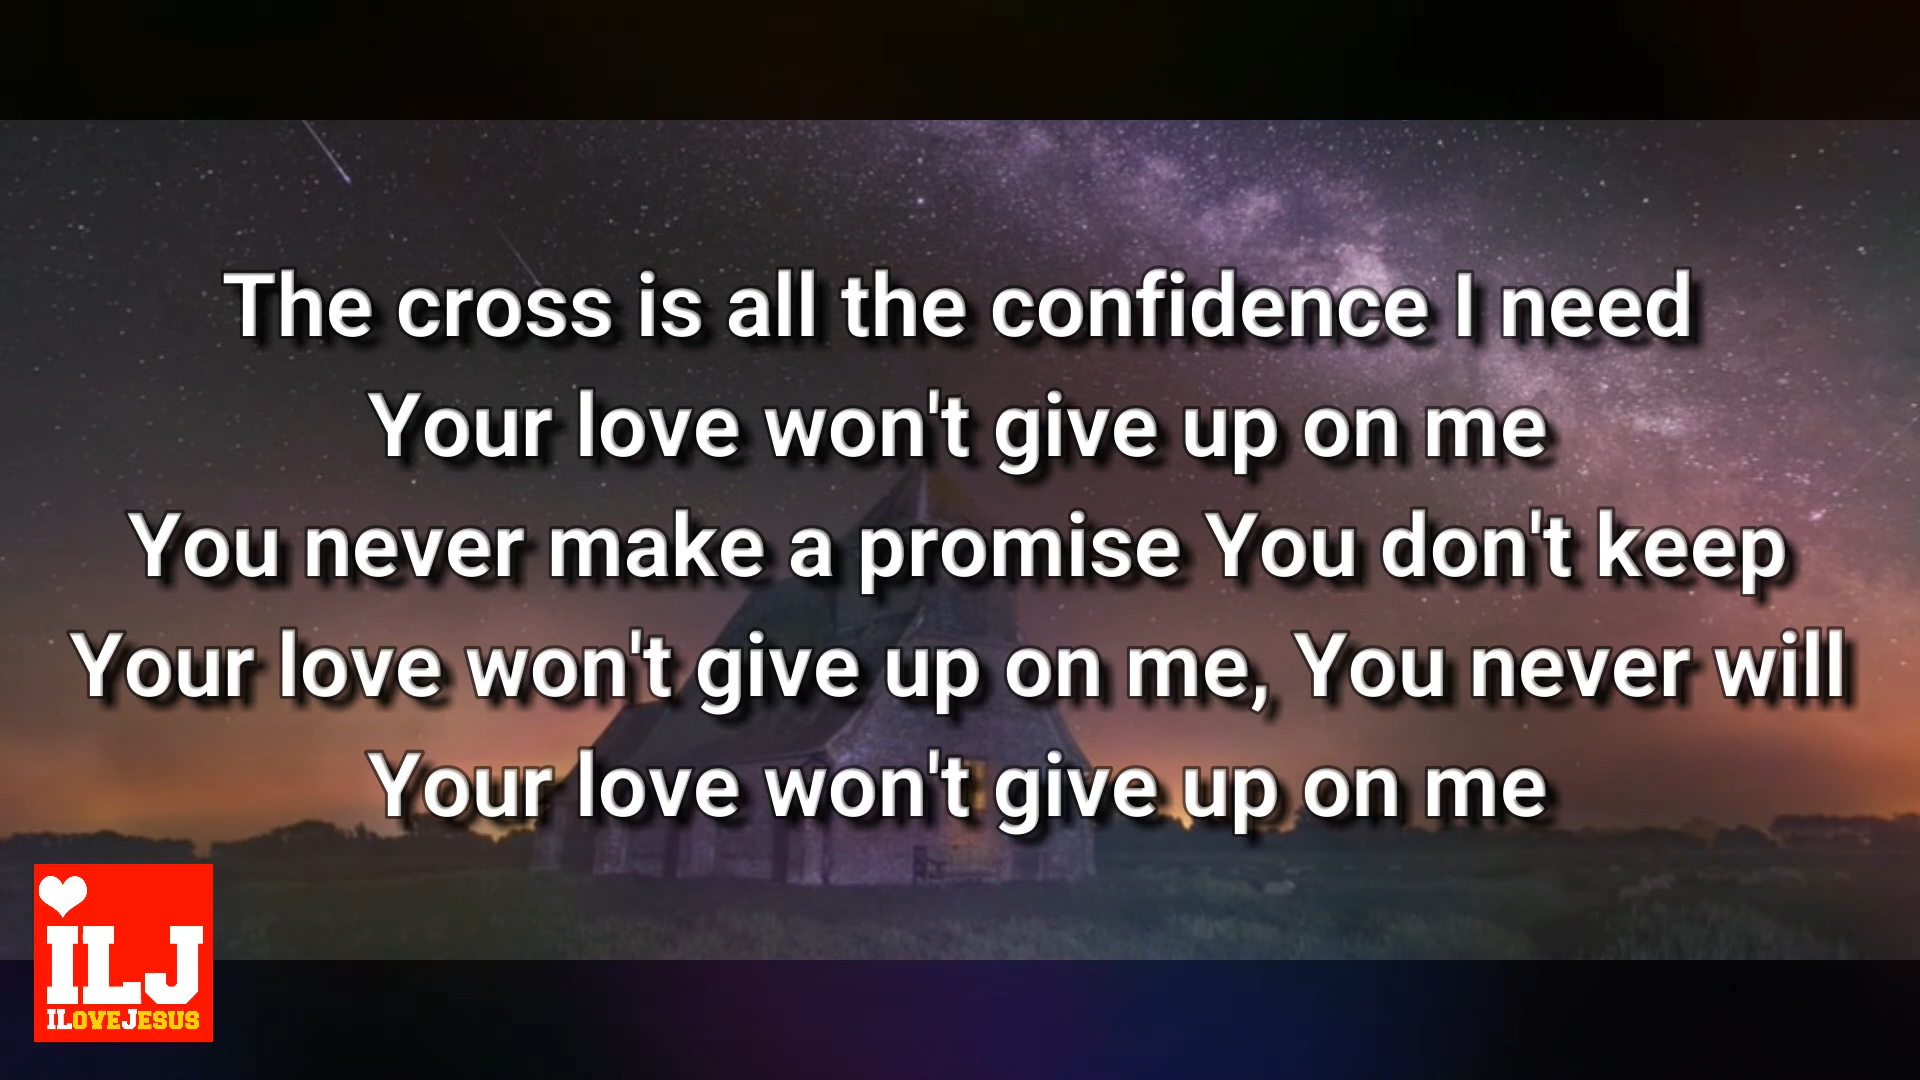 The cross is all the confidence I need
Your love won't give up on me
You never make a promise You don't keep
Your love won't give up on me, You never will
Your love won't give up on me
ILJ
ILOVEJESUS